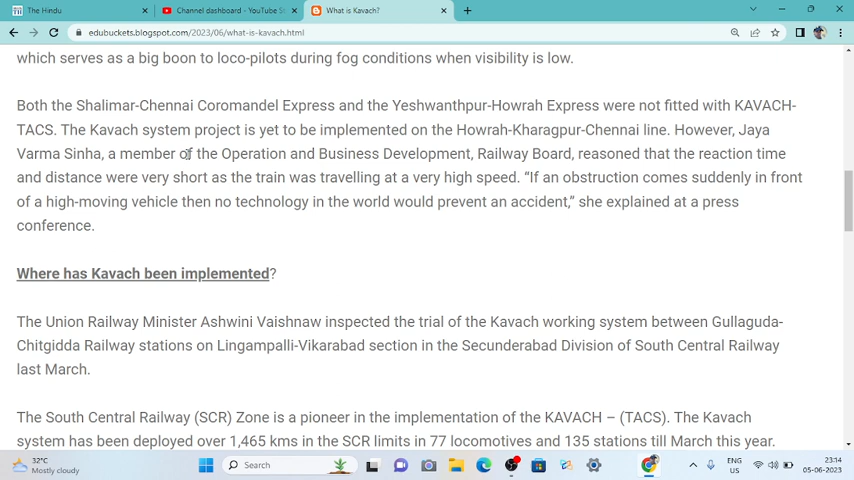 The Hindu
Channel dashboard - YouTube St
What is Kavach?
edubuckets.blogspot.com/2023/06/what-is-kavach.html
which serves as a big boon to loco-pilots during fog conditions when visibility is low.
Both the Shalimar-Chennai Coromandel Express and the Yeshwanthpur-Howrah Express were not fitted with KAVACH-
TACS. The Kavach system project is yet to be implemented on the Howrah-Kharagpur-Chennai line. However, Jaya
Varma Sinha, a member of the Operation and Business Development, Railway Board, reasoned that the reaction time
and distance were very short as the train was travelling at a very high speed. “If an obstruction comes suddenly in front
of a high-moving vehicle then no technology in the world would prevent an accident,” she explained at a press
conference.
Where has Kavach been implemented?
The Union Railway Minister Ashwini Vaishnaw inspected the trial of the Kavach working system between Gullaguda-
Chitgidda Railway stations on Lingampalli-Vikarabad section in the Secunderabad Division of South Central Railway
last March.
The South Central Railway (SCR) Zone is a pioneer in the implementation of the KAVACH – (TACS). The Kavach
system has been deployed over 1,465 kms in the SCR limits in 77 locomotives and 135 stations till March this year.
32°C
Mostly cloudy
Search
ENG
US
23:14
05-06-2023